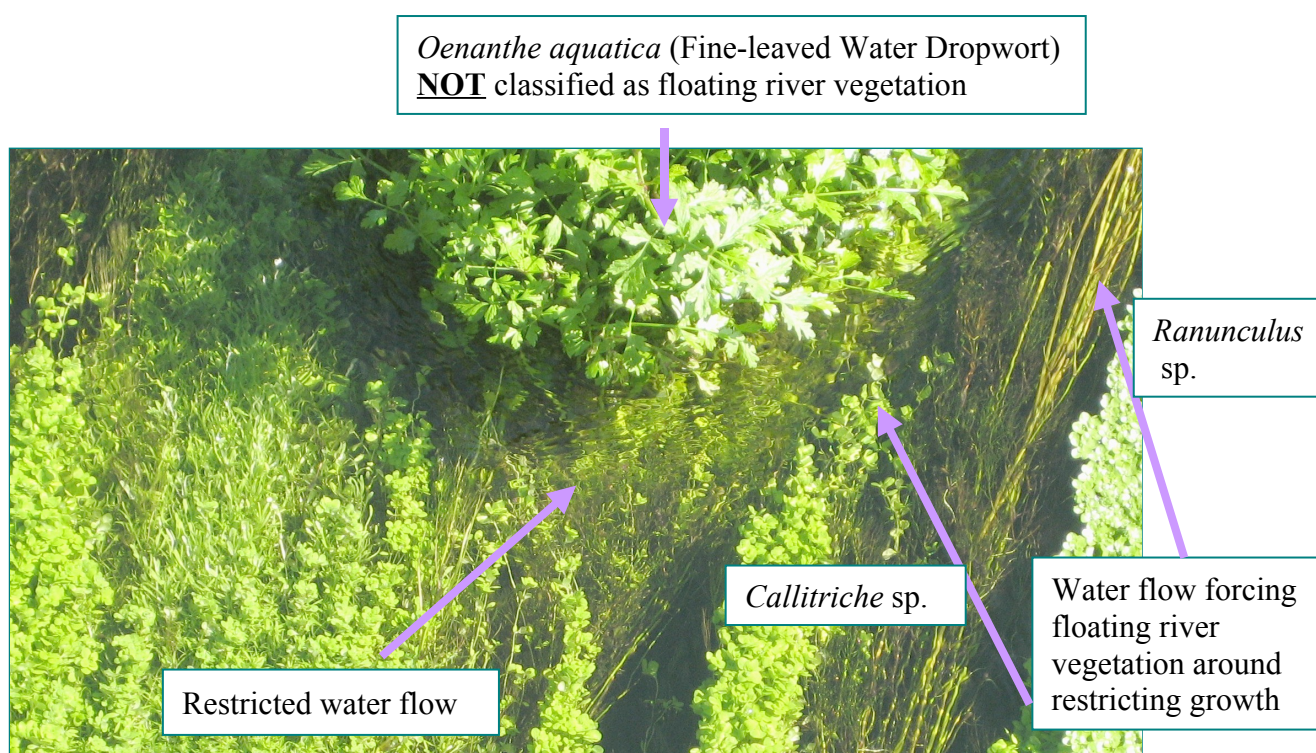 Oenanthe aquatica (Fine-leaved Water Dropwort)
NOT classified as floating river vegetation
Ranunculus
sp.
Callitriche sp.
Water flow forcing
floating river
vegetation around
restricting growth
Restricted water flow